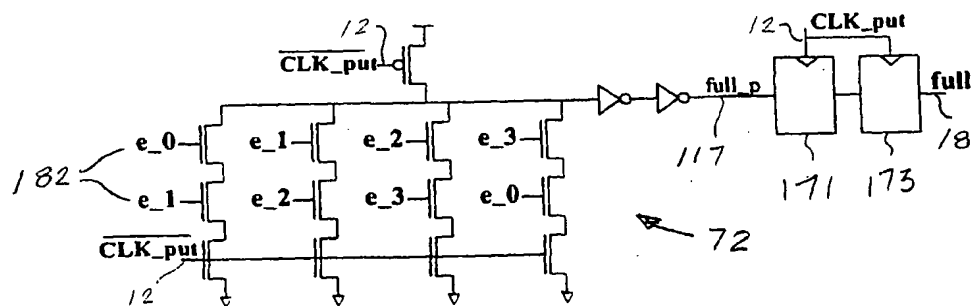 12
CLK_put
12
CLK_put
full_p
full
18
117
171
173
e_0
e_1
e_2
e_3
182
e_1
e_2
e_3
e_0
CLK_put
12
72